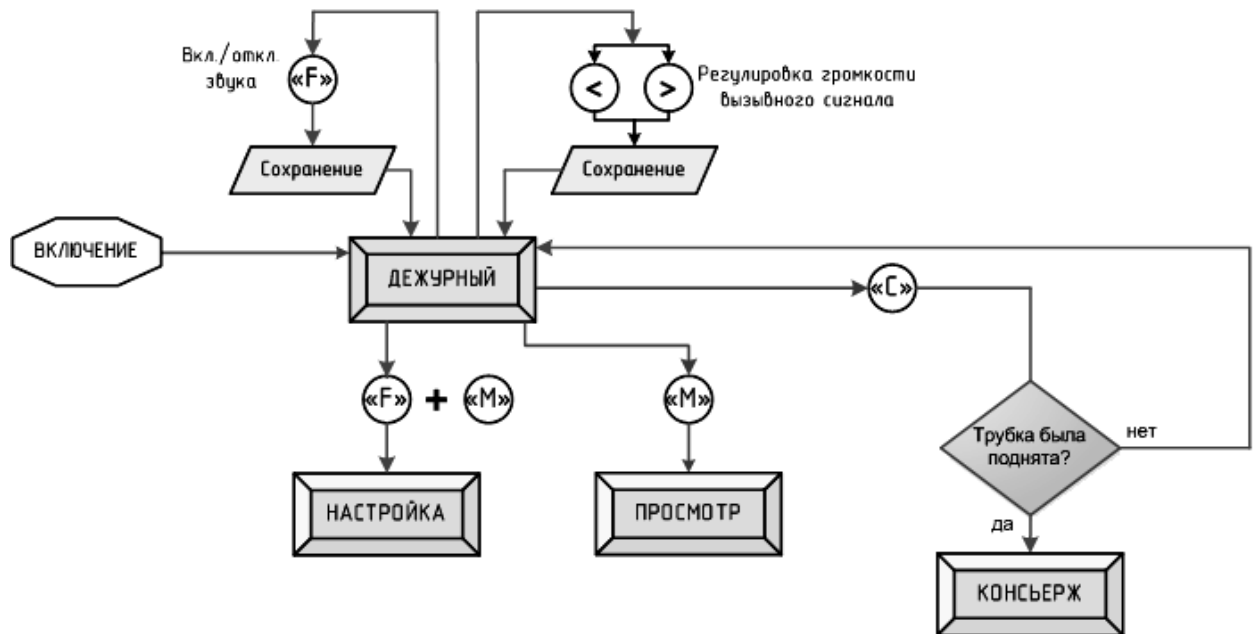 Вкл./откл.
звука
«F»
<
>
Регулировка громкости
вызывного сигнала
Сохранение
Сохранение
ВКЛЮЧЕНИЕ
ДЕЖУРНЫЙ
«C»
«F» + «M»
«M»
Трубка была
поднята?
нет
да
НАСТРОЙКА
ПРОСМОТР
КОНСЬЕРЖ